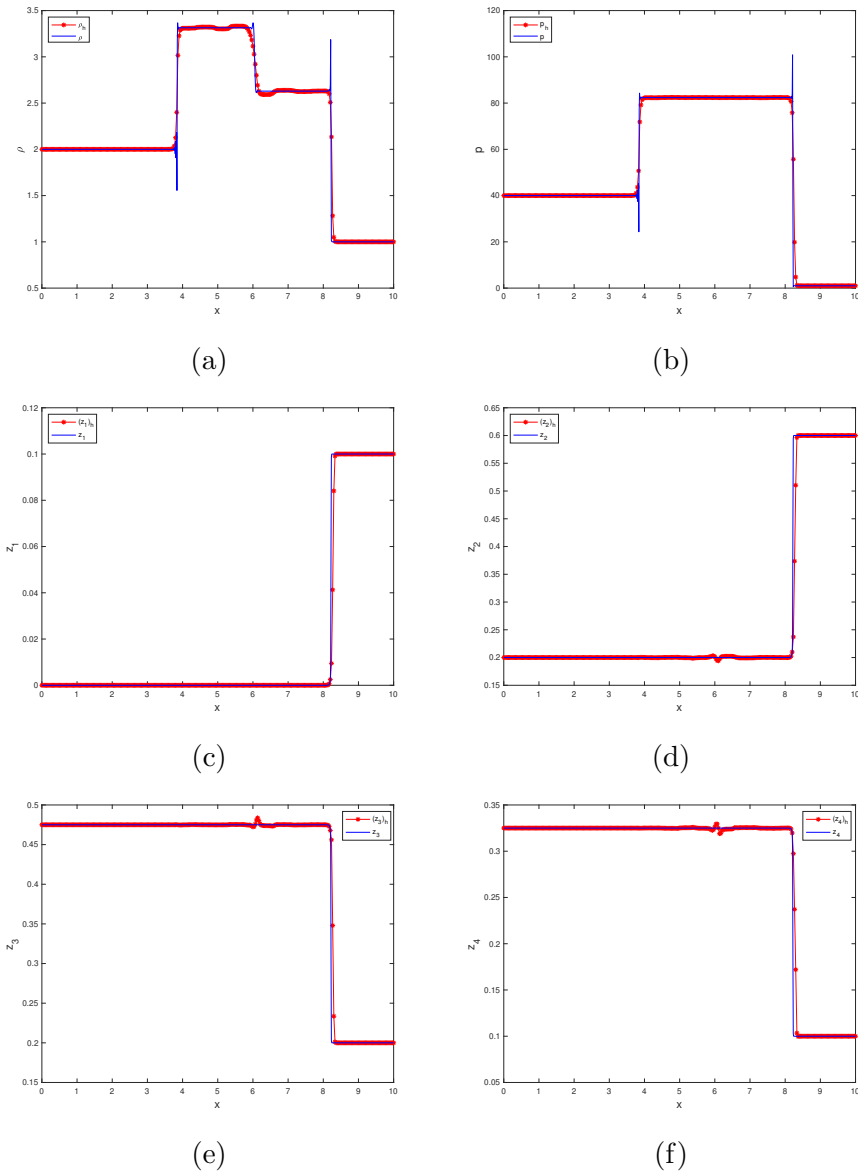 3.5
3
2.5
2
1.5
1
0.5
ρ
ρh
ρ
0 1 2 3 4 5 6 7 8 9 10
x
(a)
120
100
80
60
40
20
0
p
ph
p
0 1 2 3 4 5 6 7 8 9 10
x
(b)
0.12
0.1
0.08
0.06
0.04
0.02
0
z1
(z1)h
z1
0 1 2 3 4 5 6 7 8 9 10
x
(c)
0.65
0.6
0.55
0.5
0.45
0.4
0.35
0.3
0.25
0.2
0.15
z2
(z2)h
z2
0 1 2 3 4 5 6 7 8 9 10
x
(d)
0.5
0.45
0.4
0.35
0.3
0.25
0.2
0.15
z3
(z3)h
z3
0 1 2 3 4 5 6 7 8 9 10
x
(e)
0.35
0.3
0.25
0.2
0.15
0.1
0.05
z4
(z4)h
z4
0 1 2 3 4 5 6 7 8 9 10
x
(f)